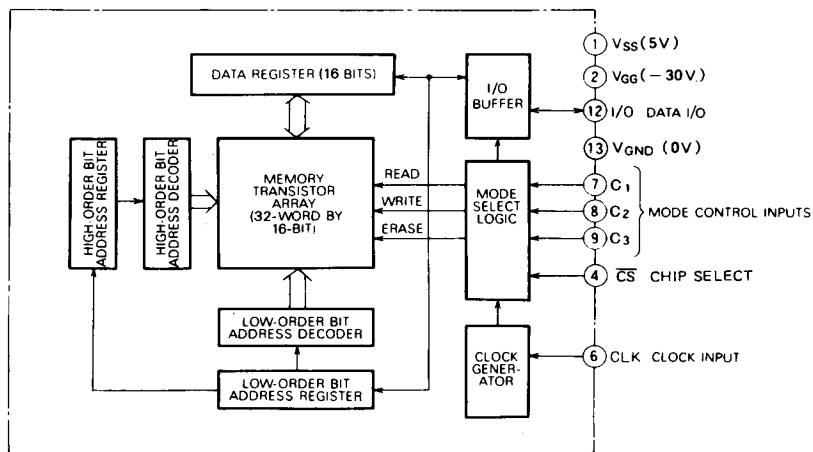 DATA REGISTER (16 BITS)
I/O
BUFFER
HIGH-ORDER BIT
ADDRESS REGISTER
HIGH-ORDER BIT
ADDRESS DECODER
MEMORY
TRANSISTOR
ARRAY
(32-WORD BY
16-BIT)
READ
WRITE
ERASE
MODE
SELECT
LOGIC
LOW-ORDER BIT
ADDRESS DECODER
LOW-ORDER BIT
ADDRESS REGISTER
CLOCK
GENER-
ATOR
1 VSS (5V)
2 VGG (−30V)
12 I/O DATA I/O
13 VGND (0V)
7 C1
8 C2
9 C3
MODE CONTROL INPUTS
4 C̅S̅ CHIP SELECT
6 CLK CLOCK INPUT